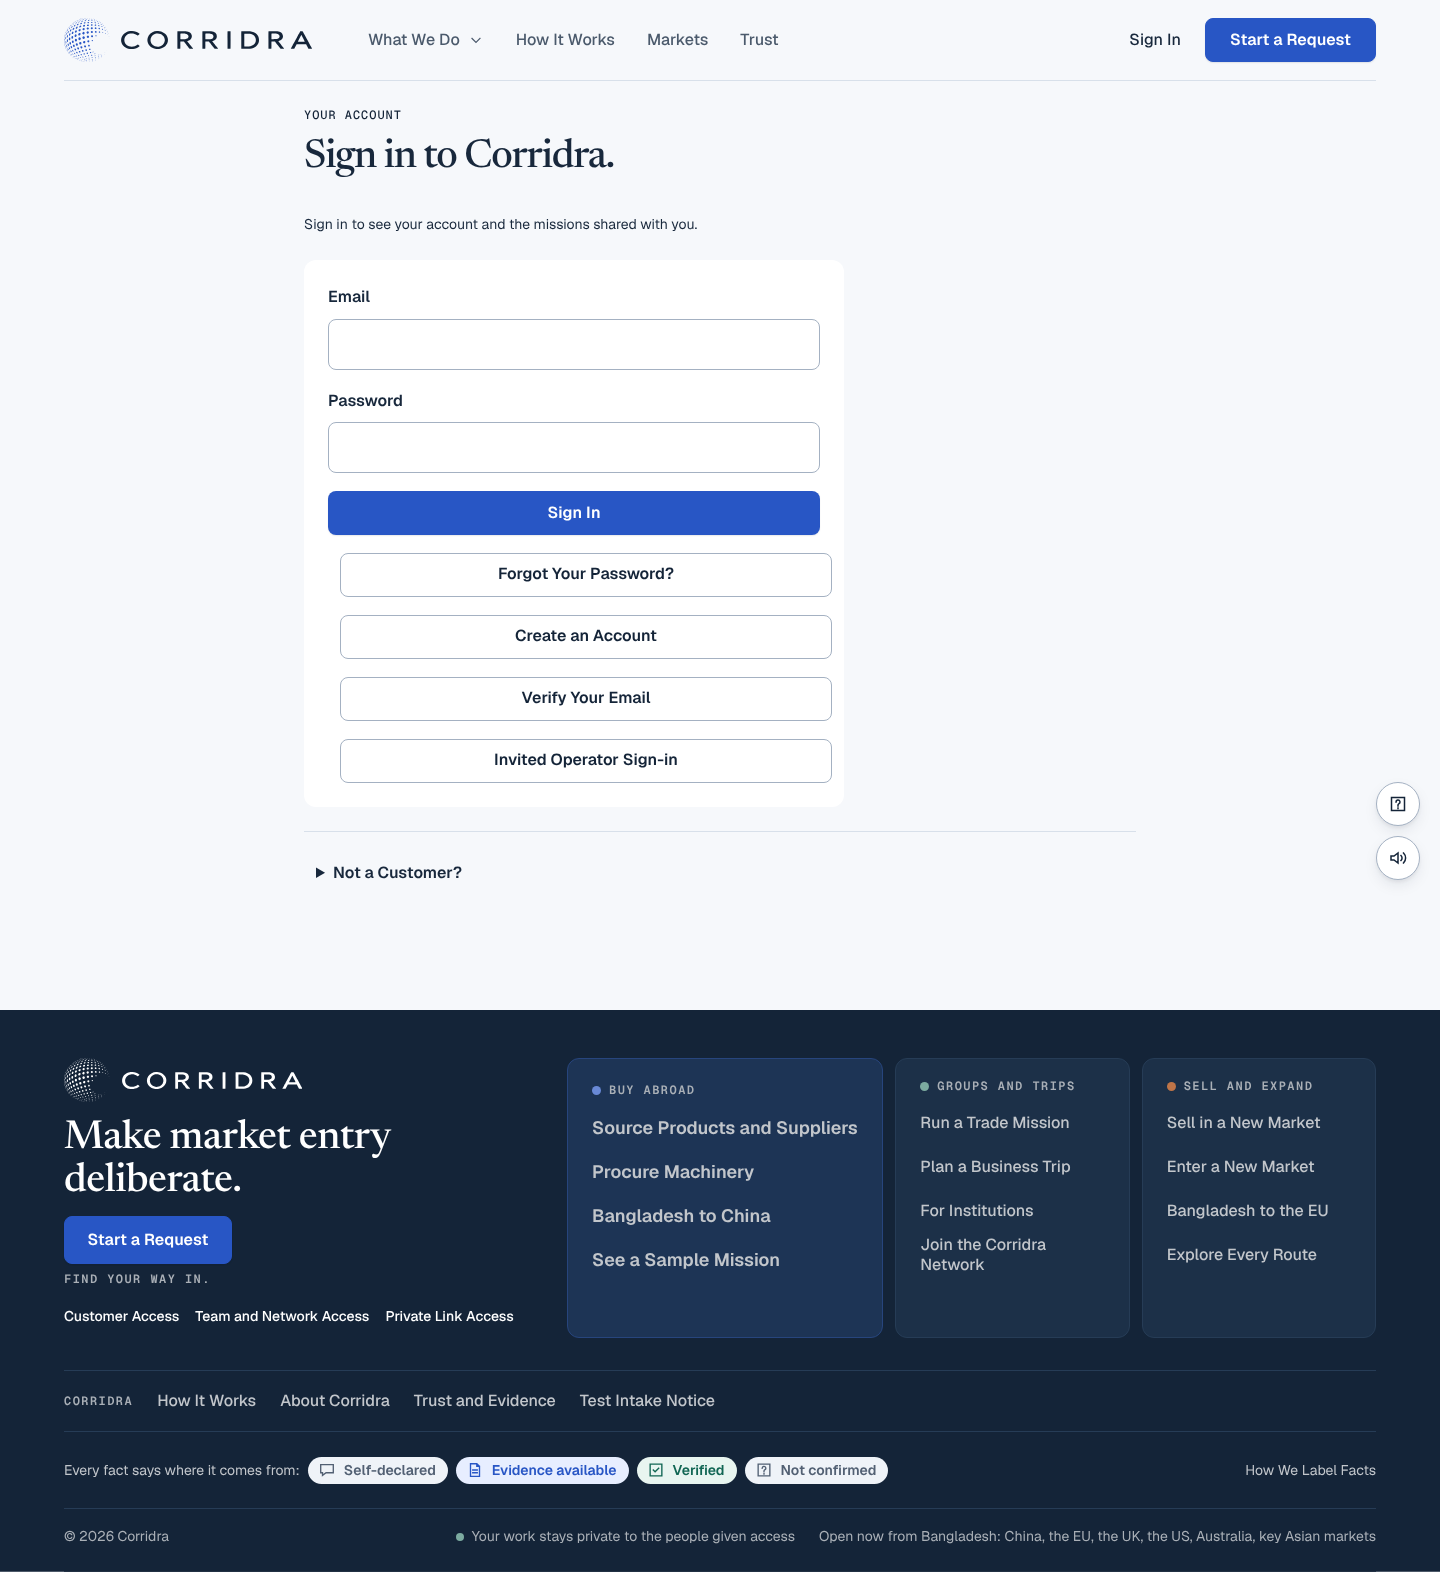 CORRIDRA
What We Do
How It Works
Markets
Trust
Sign In
Start a Request
YOUR ACCOUNT
Sign in to Corridra.
Sign in to see your account and the missions shared with you.
Email
Password
Sign In
Forgot Your Password?
Create an Account
Verify Your Email
Invited Operator Sign-in
Not a Customer?
CORRIDRA
Make market entry
deliberate.
Start a Request
FIND YOUR WAY IN.
Customer Access
Team and Network Access
Private Link Access
BUY ABROAD
Source Products and Suppliers
Procure Machinery
Bangladesh to China
See a Sample Mission
GROUPS AND TRIPS
Run a Trade Mission
Plan a Business Trip
For Institutions
Join the Corridra
Network
SELL AND EXPAND
Sell in a New Market
Enter a New Market
Bangladesh to the EU
Explore Every Route
CORRIDRA
How It Works
About Corridra
Trust and Evidence
Test Intake Notice
Every fact says where it comes from:
Self-declared
Evidence available
Verified
Not confirmed
How We Label Facts
© 2026 Corridra
Your work stays private to the people given access
Open now from Bangladesh: China, the EU, the UK, the US, Australia, key Asian markets